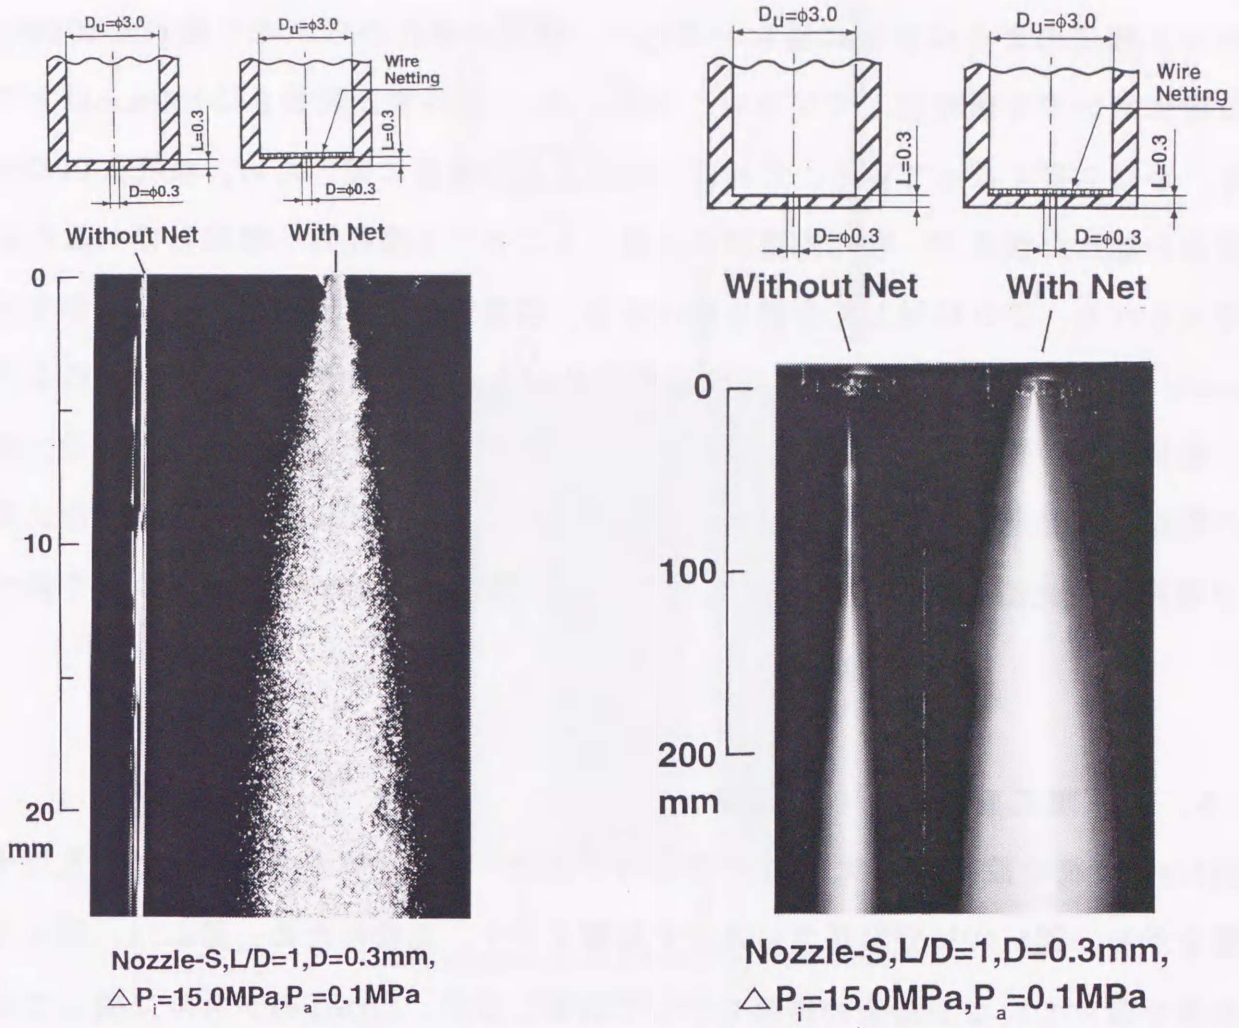 Du=φ3.0
Du=φ3.0
Wire
Netting
L=0.3
L=0.3
D=φ0.3
D=φ0.3
Without Net
With Net
0
10
20
mm
Nozzle-S,L/D=1,D=0.3mm,
△Pi=15.0MPa,Pa=0.1MPa
Du=φ3.0
Du=φ3.0
Wire
Netting
L=0.3
L=0.3
D=φ0.3
D=φ0.3
Without Net
With Net
0
100
200
mm
Nozzle-S,L/D=1,D=0.3mm,
△Pi=15.0MPa,Pa=0.1MPa